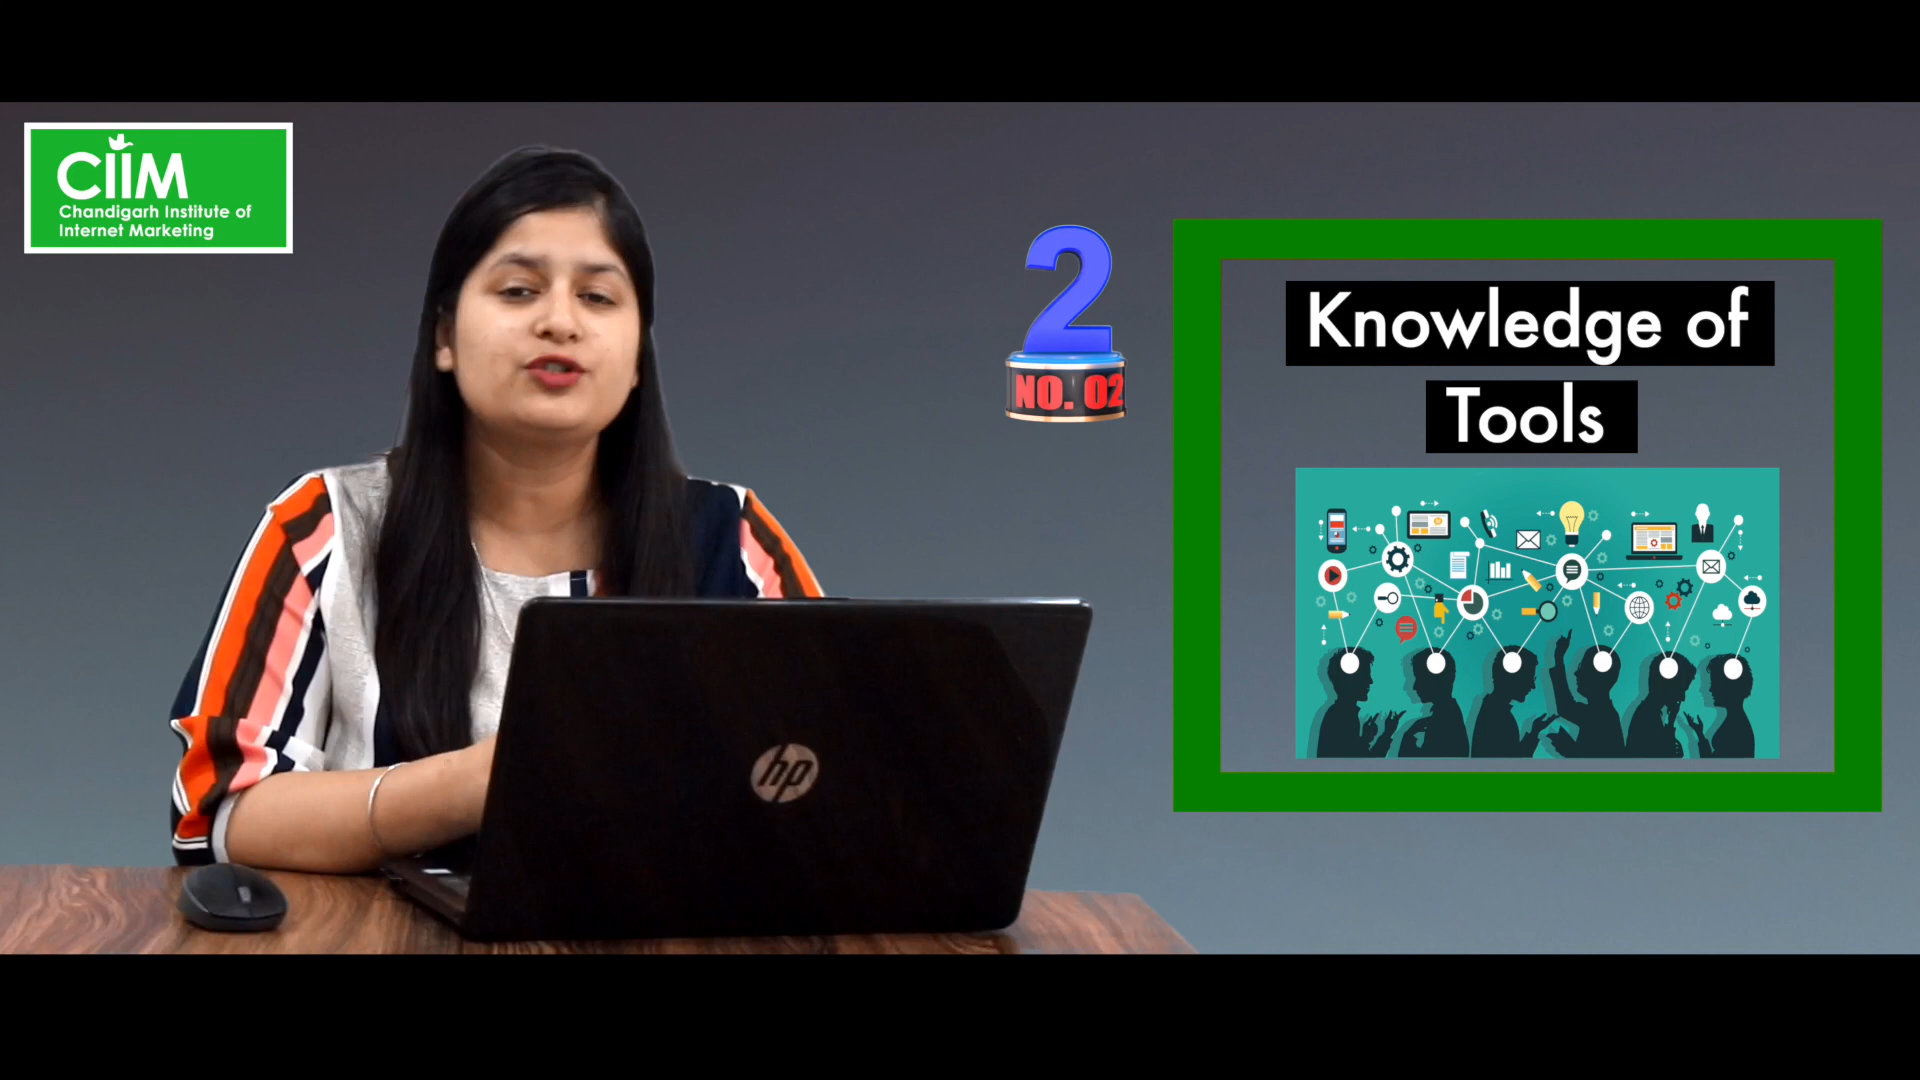 CIIM
Chandigarh Institute of
Internet Marketing
2
NO. 02
Knowledge of
Tools
hp